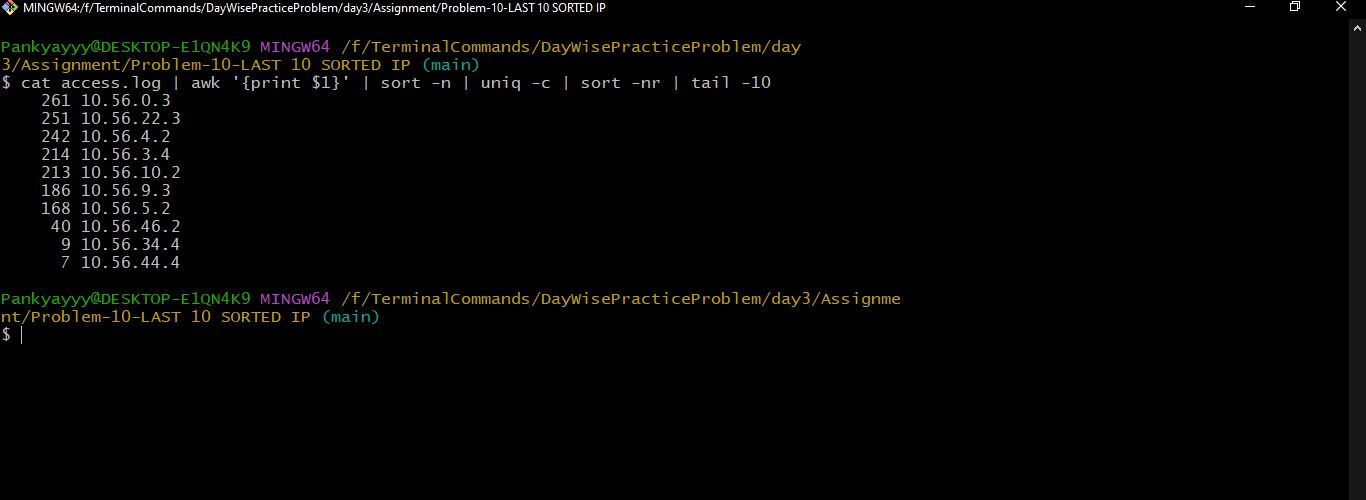 MINGW64:/f/TerminalCommands/DayWisePracticeProblem/day3/Assignment/Problem-10-LAST 10 SORTED IP
Pankyayyy@DESKTOP-E1QN4K9 MINGW64 /f/TerminalCommands/DayWisePracticeProblem/day
3/Assignment/Problem-10-LAST 10 SORTED IP (main)
$ cat access.log | awk '{print $1}' | sort -n | uniq -c | sort -nr | tail -10
    261 10.56.0.3
    251 10.56.22.3
    242 10.56.4.2
    214 10.56.3.4
    213 10.56.10.2
    186 10.56.9.3
    168 10.56.5.2
     40 10.56.46.2
      9 10.56.34.4
      7 10.56.44.4
Pankyayyy@DESKTOP-E1QN4K9 MINGW64 /f/TerminalCommands/DayWisePracticeProblem/day3/Assignme
nt/Problem-10-LAST 10 SORTED IP (main)
$